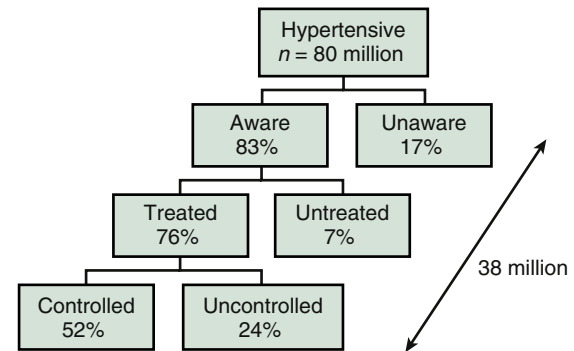 Hypertensive
n = 80 million
Aware
83%
Unaware
17%
Treated
76%
Untreated
7%
38 million
Controlled
52%
Uncontrolled
24%